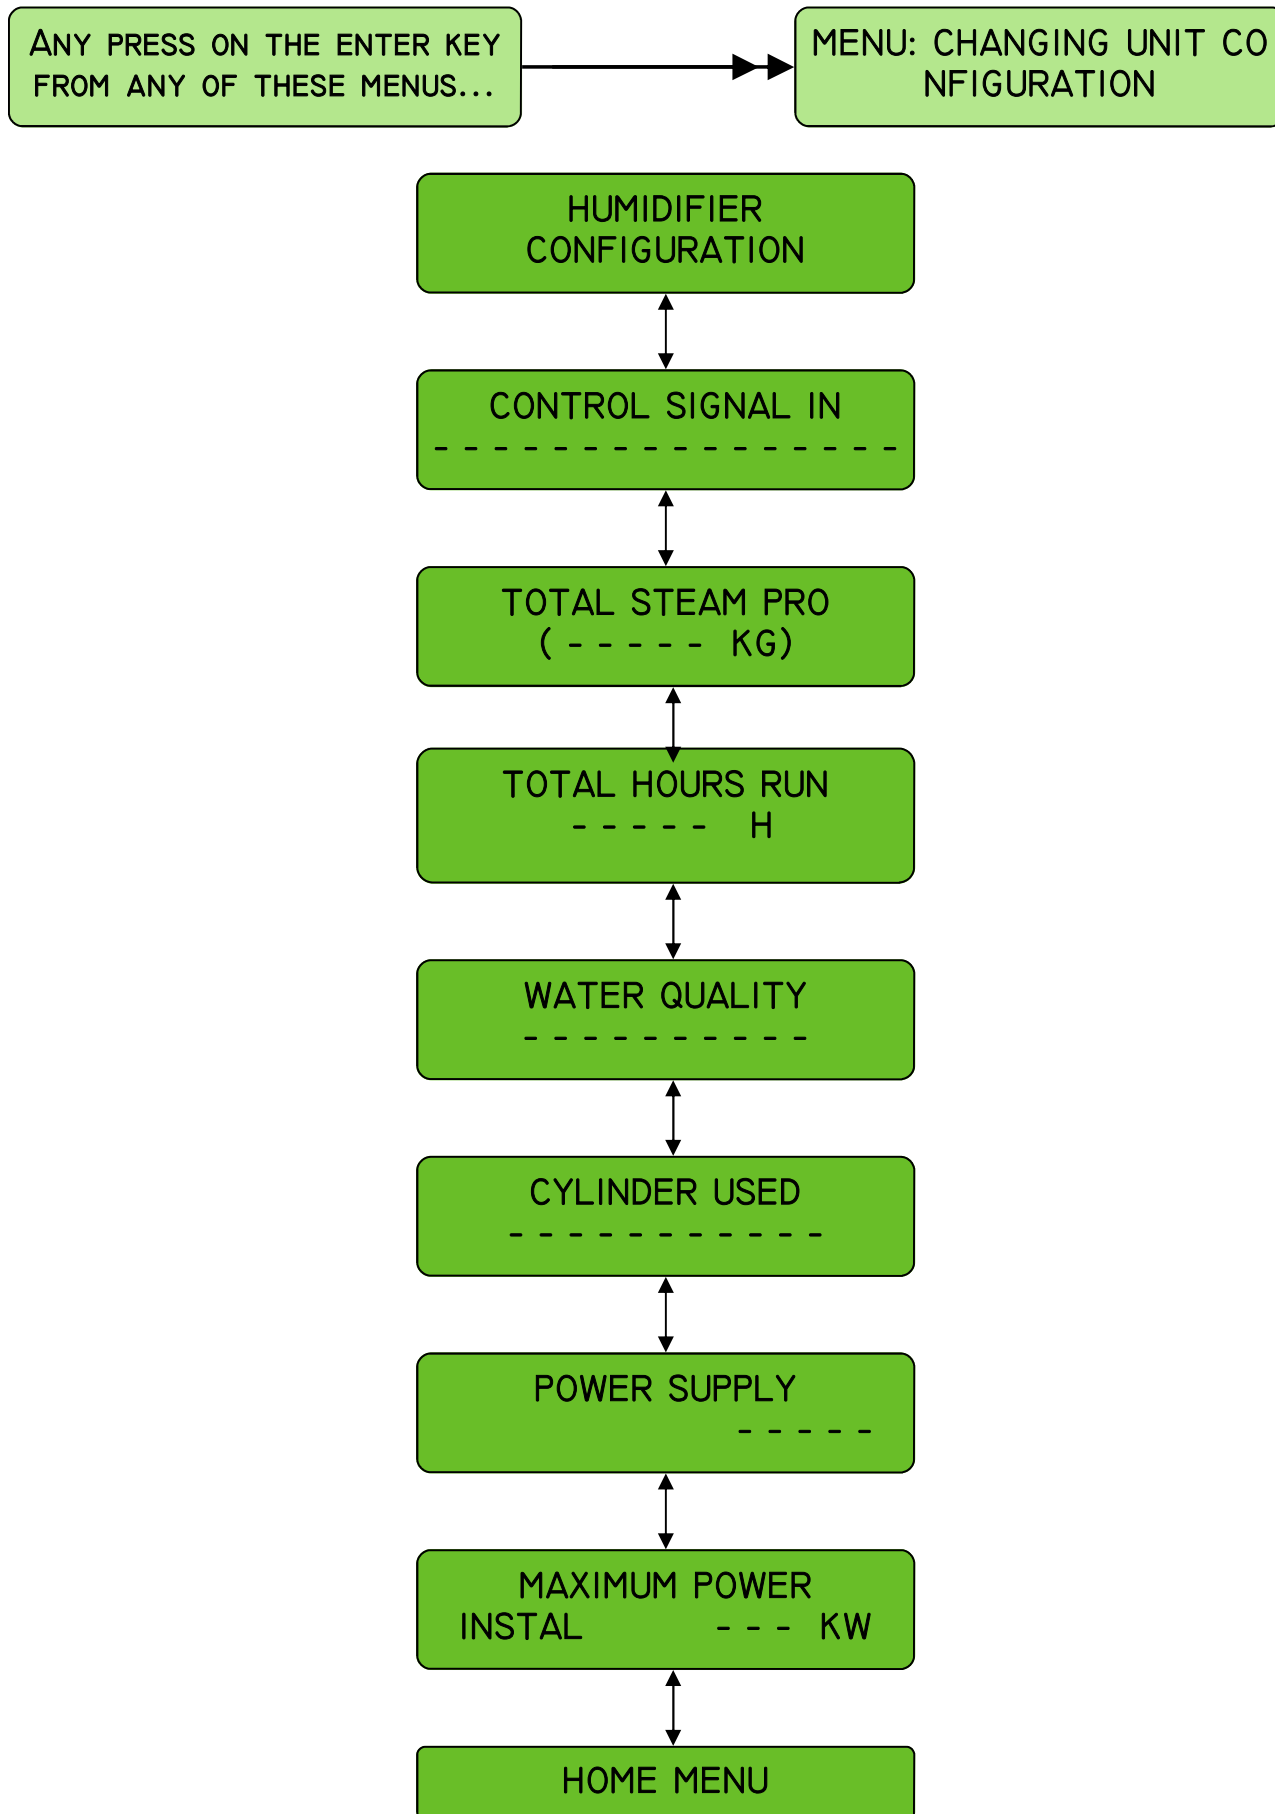 ANY PRESS ON THE ENTER KEY
FROM ANY OF THESE MENUS...
MENU: CHANGING UNIT CO
NFIGURATION
HUMIDIFIER
CONFIGURATION
CONTROL SIGNAL IN
- - - - - - - - - - - - - - - -
TOTAL STEAM PRO
( - - - - - KG)
TOTAL HOURS RUN
- - - - - H
WATER QUALITY
- - - - - - - - - -
CYLINDER USED
- - - - - - - - - - -
POWER SUPPLY
- - - - -
MAXIMUM POWER
INSTAL - - - KW
HOME MENU